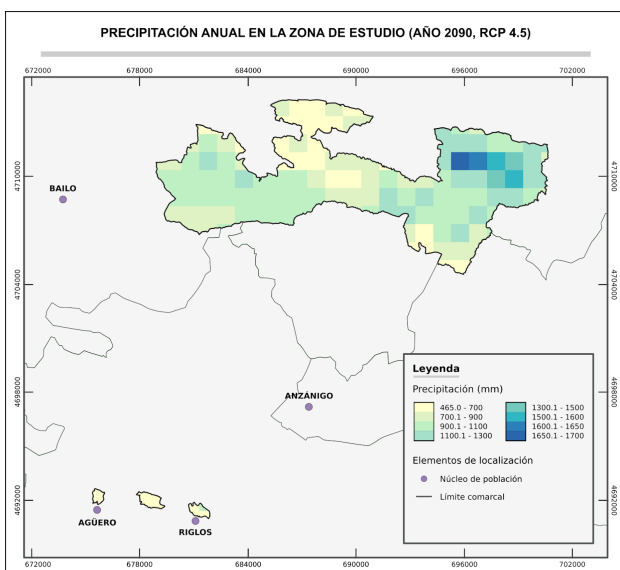 PRECIPITACIÓN ANUAL EN LA ZONA DE ESTUDIO (AÑO 2090, RCP 4.5)
672000 678000 684000 690000 696000 702000
4710000 4710000
BAILO
4704000 4704000
ANZÁNIGO
4698000 4698000
Leyenda
Precipitación (mm)
465.0 - 700 1300.1 - 1500
700.1 - 900 1500.1 - 1600
900.1 - 1100 1600.1 - 1650
1100.1 - 1300 1650.1 - 1700
Elementos de localización
Núcleo de población
Límite comarcal
4692000 4692000
AGÜERO
RIGLOS
672000 678000 684000 690000 696000 702000